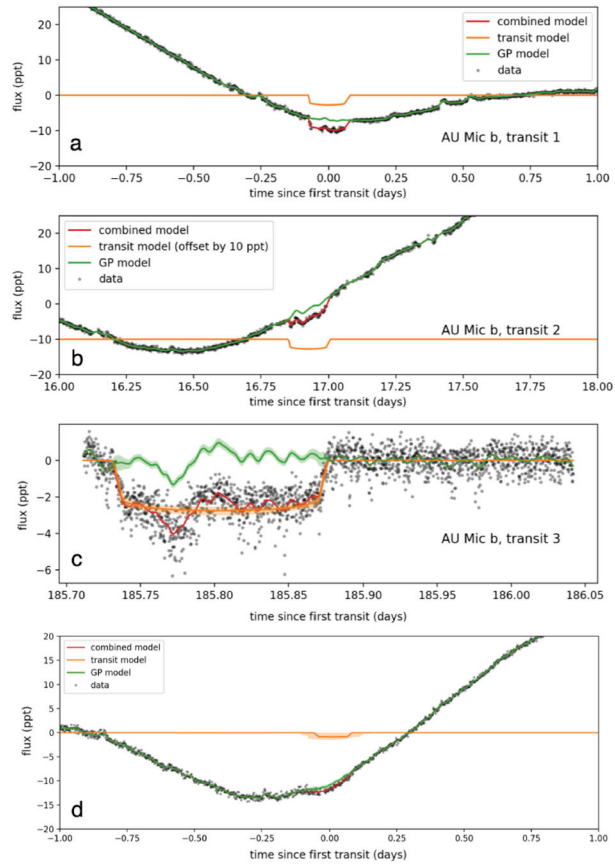 25
20
10
0
−10
−20
flux (ppt)
combined model
transit model
GP model
data
a
AU Mic b, transit 1
−1.00 −0.75 −0.50 −0.25 0.00 0.25 0.50 0.75 1.00
time since first transit (days)
20
10
0
−10
−20
flux (ppt)
combined model
transit model (offset by 10 ppt)
GP model
data
b
AU Mic b, transit 2
16.00 16.25 16.50 16.75 17.00 17.25 17.50 17.75 18.00
time since first transit (days)
0
−2
−4
−6
flux (ppt)
c
AU Mic b, transit 3
185.70 185.75 185.80 185.85 185.90 185.95 186.00 186.05
time since first transit (days)
20
15
10
5
0
−5
−10
−15
−20
flux (ppt)
combined model
transit model
GP model
data
d
−1.00 −0.75 −0.50 −0.25 0.00 0.25 0.50 0.75 1.00
time since first transit (days)